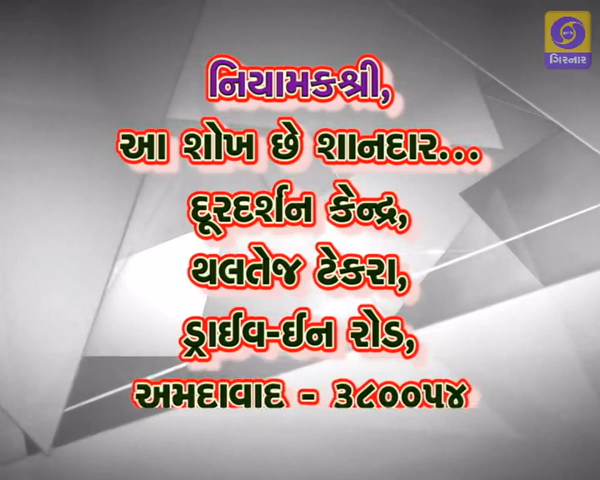 ગિરનાર
નિયામકશ્રી,
આ શોખ છે શાનદાર...
દૂરદર્શન કેન્દ્ર,
થલતેજ ટેકરા,
ડ્રાઈવ-ઈન રોડ,
અમદાવાદ - ૩૮૦૦૫૪